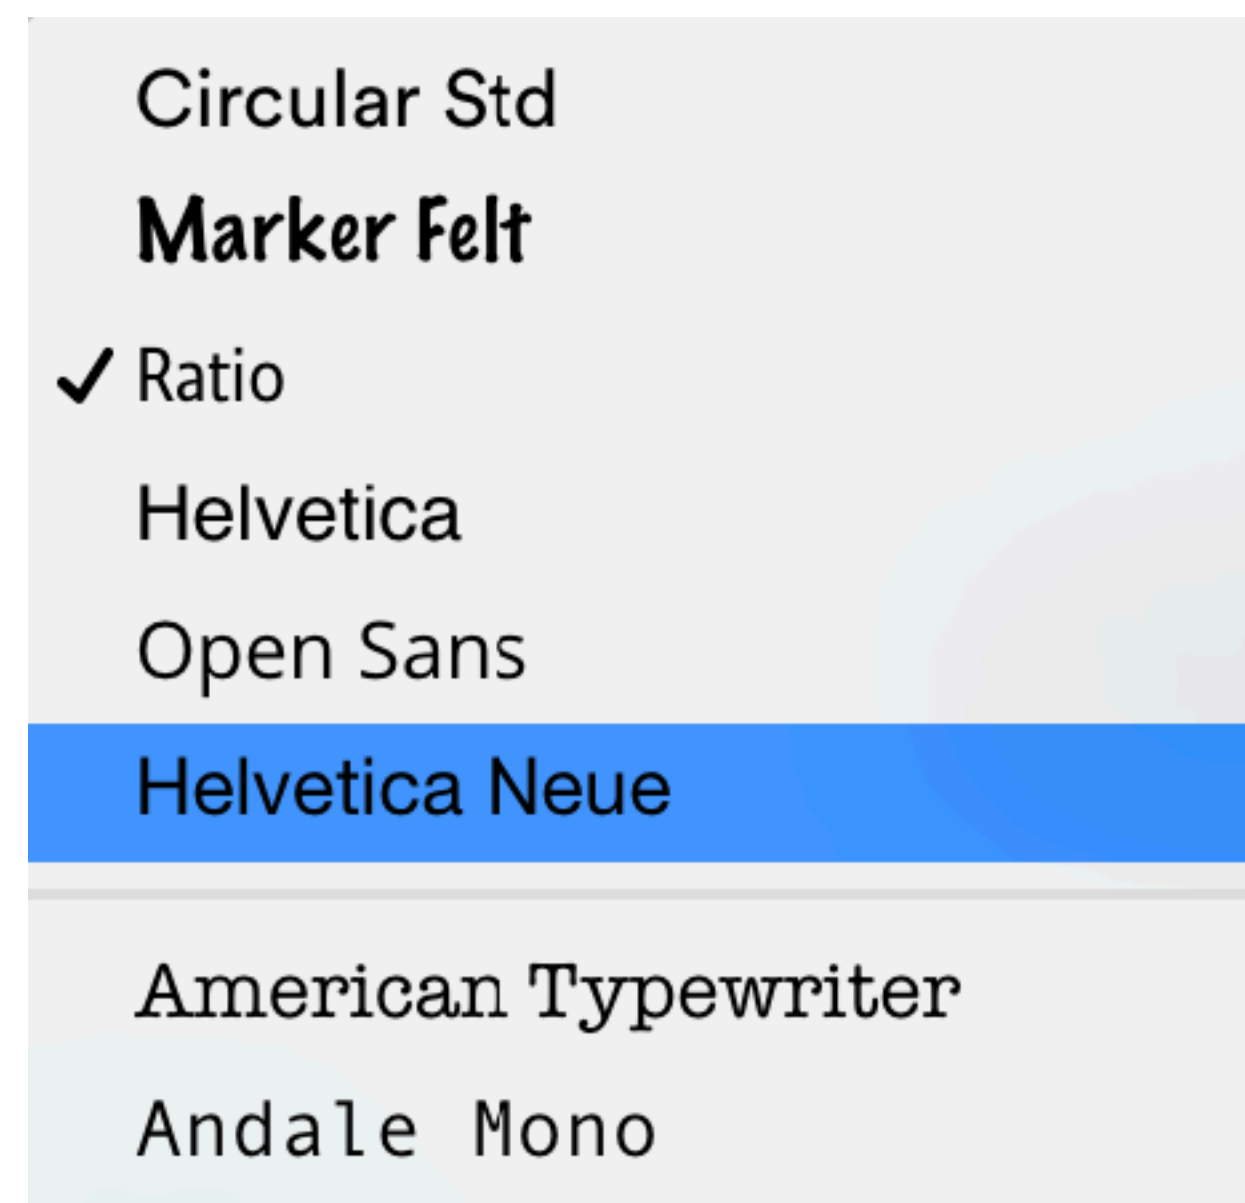 Circular Std
Marker Felt
Ratio
Helvetica
Open Sans
Helvetica Neue
American Typewriter
Andale Mono